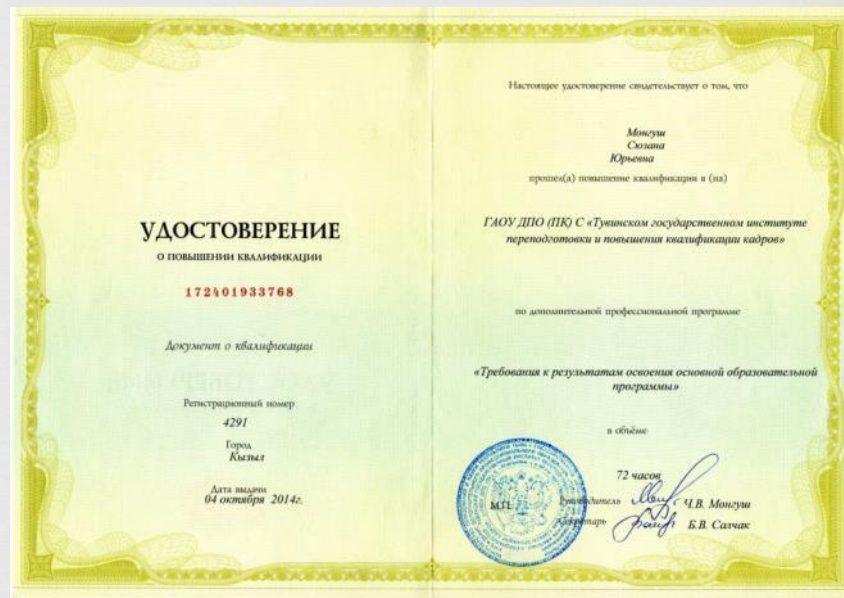 УДОСТОВЕРЕНИЕ
О ПОВЫШЕНИИ КВАЛИФИКАЦИИ
172401933768
Документ о квалификации
Регистрационный номер
4291
Город
Кызыл
Дата выдачи
04 октября 2014г.
Настоящее удостоверение свидетельствует о том, что
Монгуш
Сюзана
Юрьевна
прошел(а) повышение квалификации в (на)
ГАОУ ДПО (ПК) С «Тувинском государственном институте
переподготовки и повышения квалификации кадров»
по дополнительной профессиональной программе
«Требования к результатам освоения основной образовательной
программы»
в объёме
72 часов
М.П.
Руководитель
Ч.В. Монгуш
Секретарь
Б.В. Салчак